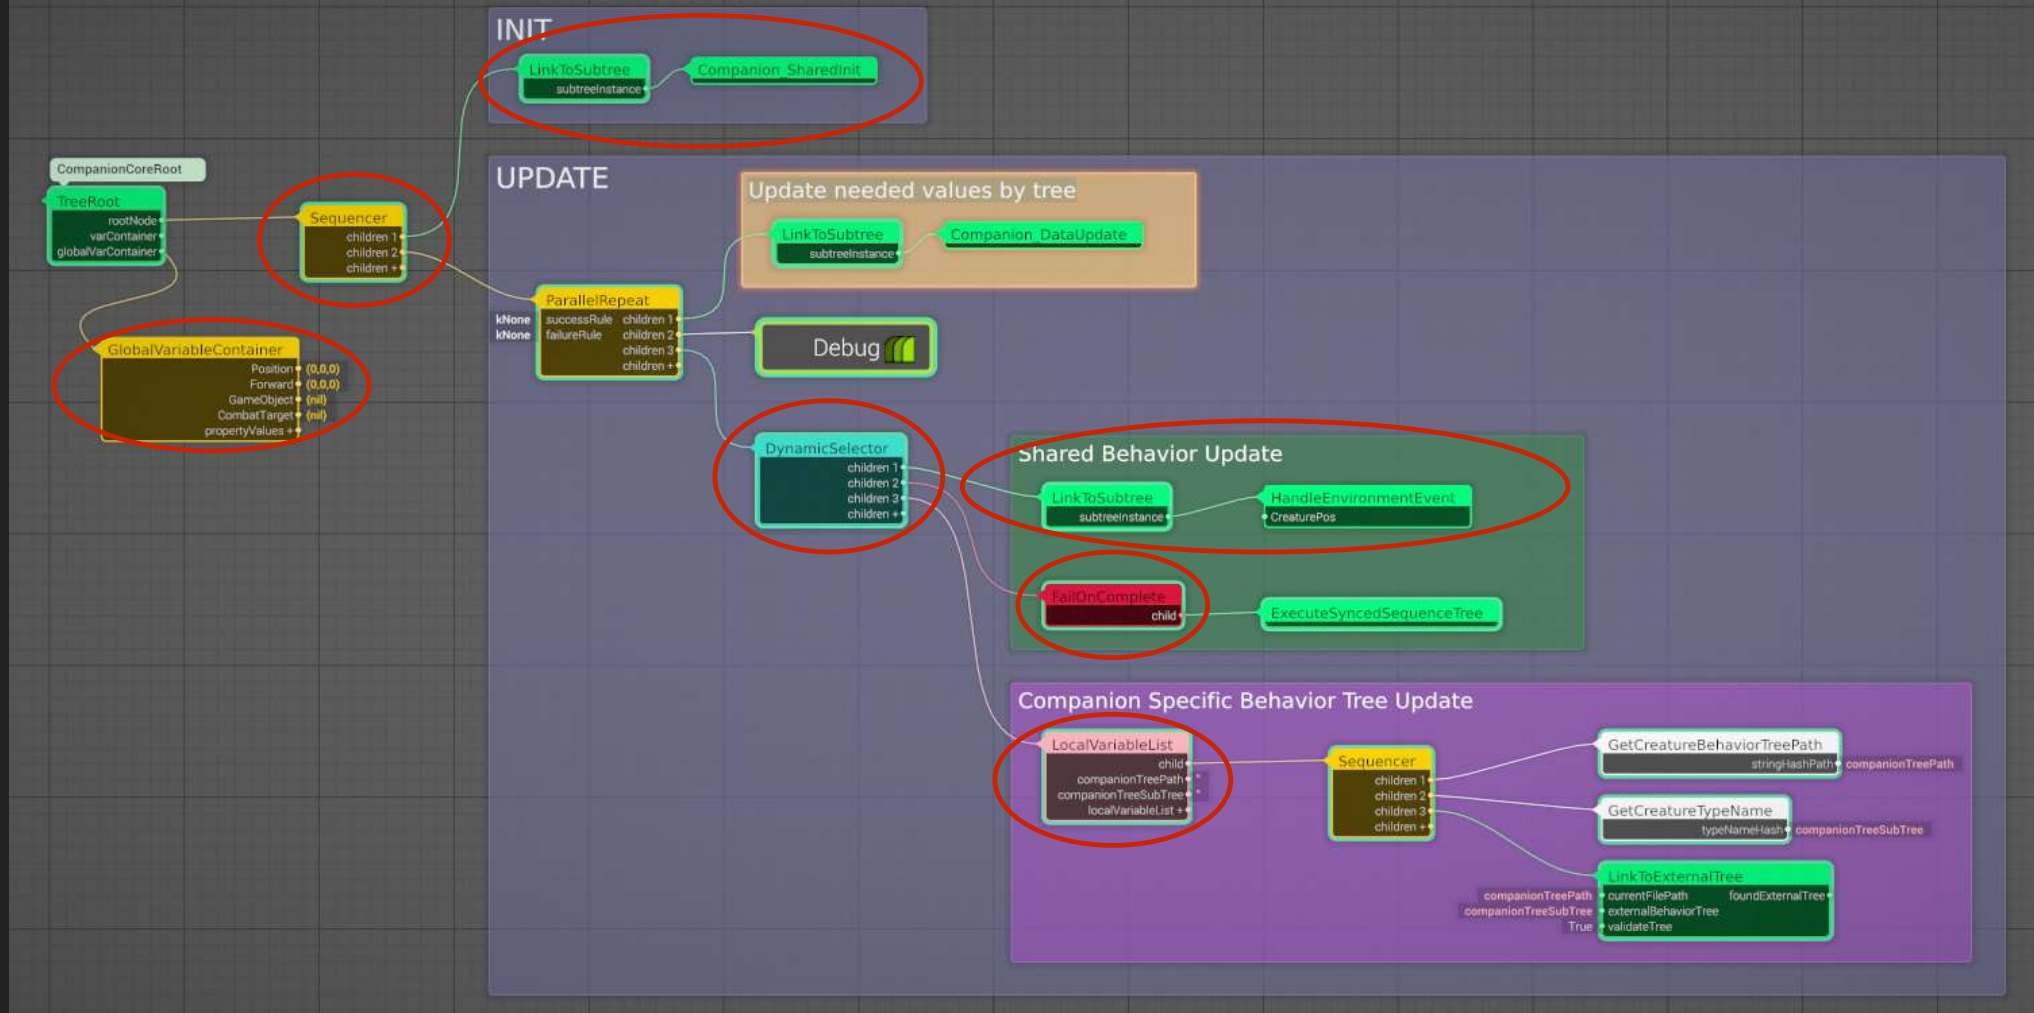 INIT
LinkToSubtree
subtreeInstance
Companion_SharedInit
CompanionCoreRoot
TreeRoot
rootNode
varContainer
globalVarContainer
Sequencer
children 1
children 2
children +
GlobalVariableContainer
Position (0,0,0)
Forward (0,0,0)
GameObject (nil)
CombatTarget (nil)
propertyValues +
UPDATE
Update needed values by tree
LinkToSubtree
subtreeInstance
Companion_DataUpdate
ParallelRepeat
kNone successRule children 1
kNone failureRule children 2
children 3
children +
Debug
DynamicSelector
children 1
children 2
children 3
children +
Shared Behavior Update
LinkToSubtree
subtreeInstance
HandleEnvironmentEvent
CreaturePos
FailOnComplete
child
ExecuteSyncedSequenceTree
Companion Specific Behavior Tree Update
LocalVariableList
child
companionTreePath "
companionTreeSubTree "
localVariableList +
Sequencer
children 1
children 2
children 3
children +
GetCreatureBehaviorTreePath
stringHashPath companionTreePath
GetCreatureTypeName
typeNameHash companionTreeSubTree
LinkToExternalTree
companionTreePath currentFilePath foundExternalTree
companionTreeSubTree externalBehaviorTree
True validateTree